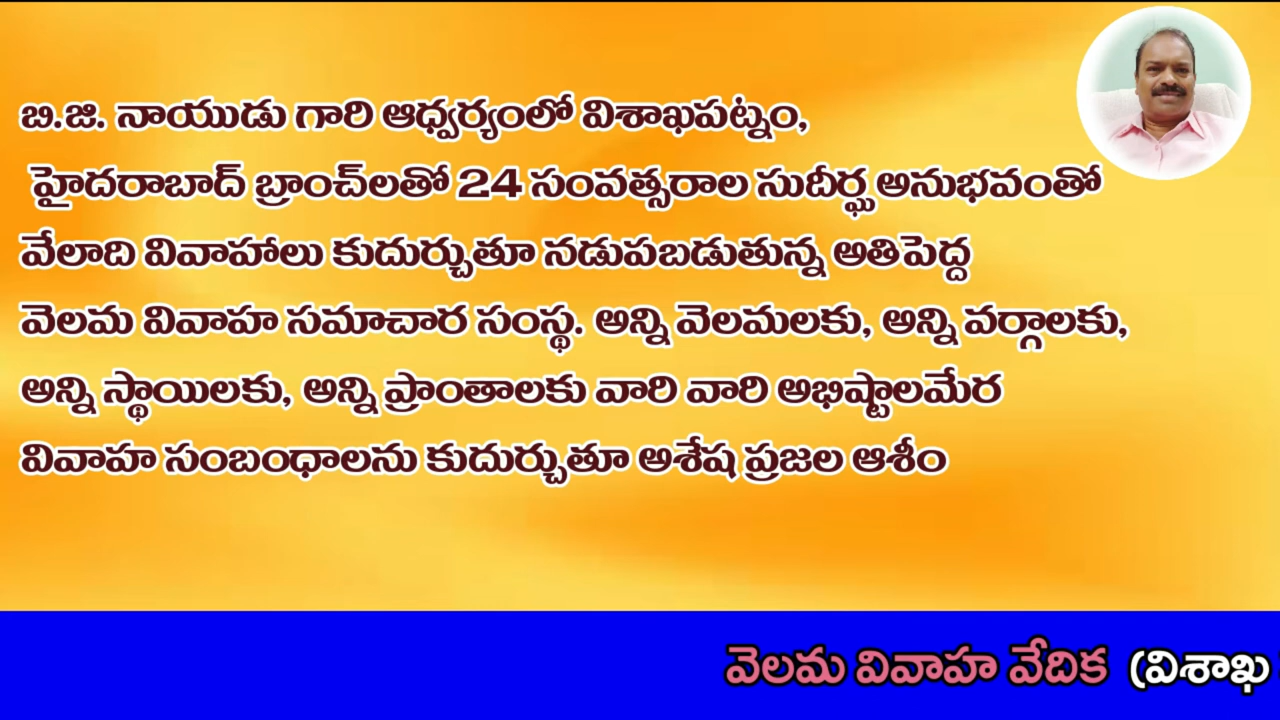 బి.జి. నాయుడు గారి ఆధ్వర్యంలో విశాఖపట్నం,
హైదరాబాద్ బ్రాంచ్‌లతో 24 సంవత్సరాల సుదీర్ఘ అనుభవంతో
వేలాది వివాహాలు కుదుర్చుతూ నడుపబడుతున్న అతిపెద్ద
వెలమ వివాహ సమాచార సంస్థ. అన్ని వెలమలకు, అన్ని వర్గాలకు,
అన్ని స్థాయిలకు, అన్ని ప్రాంతాలకు వారి వారి అభిష్టాలమేర
వివాహ సంబంధాలను కుదుర్చుతూ అశేష ప్రజల ఆశీం
వెలమ వివాహ వేదిక (విశాఖ